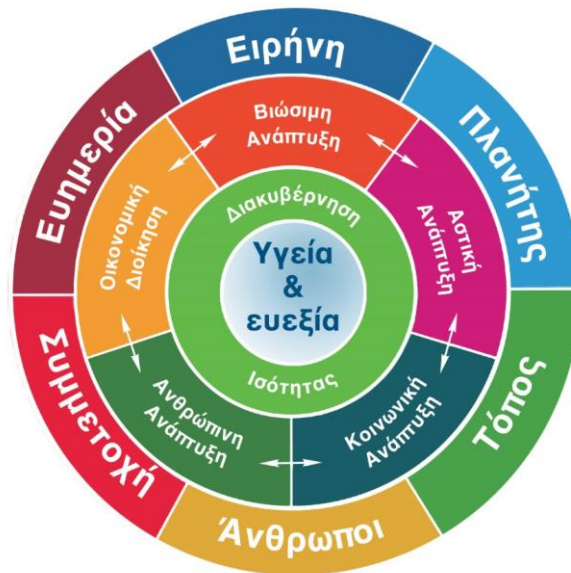 Ειρήνη
Πλανήτης
Τόπος
Άνθρωποι
Συμμετοχή
Ευημερία
Βιώσιμη
Ανάπτυξη
Αστική
Ανάπτυξη
Κοινωνική
Ανάπτυξη
Ανθρώπινη
Ανάπτυξη
Οικονομική
Διοίκηση
Διακυβέρνηση
Ισότητας
Υγεία
&
ευεξία